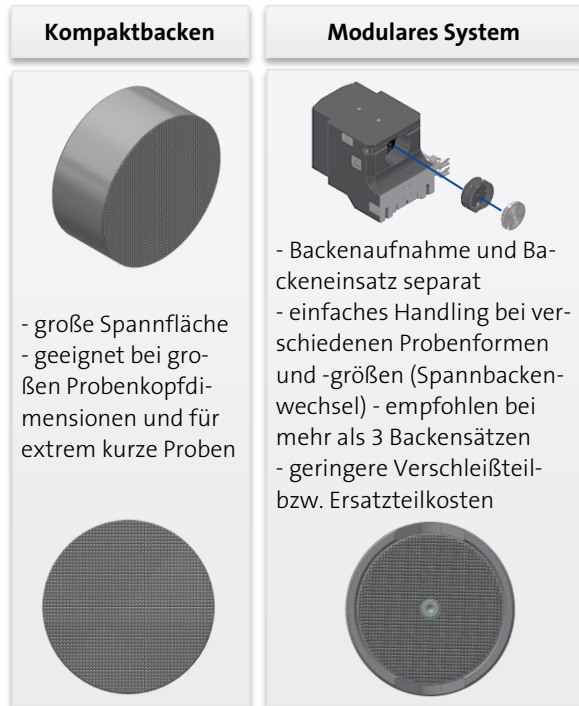 Kompaktbacken
- große Spannfläche
- geeignet bei gro-
ßen Probenkopfdi-
mensionen und für
extrem kurze Proben
Modulares System
- Backenaufnahme und Ba-
ckeneinsatz separat
- einfaches Handling bei ver-
schiedenen Probenformen
und -größen (Spannbacken-
wechsel) - empfohlen bei
mehr als 3 Backensätzen
- geringere Verschleißteil-
bzw. Ersatzteilkosten